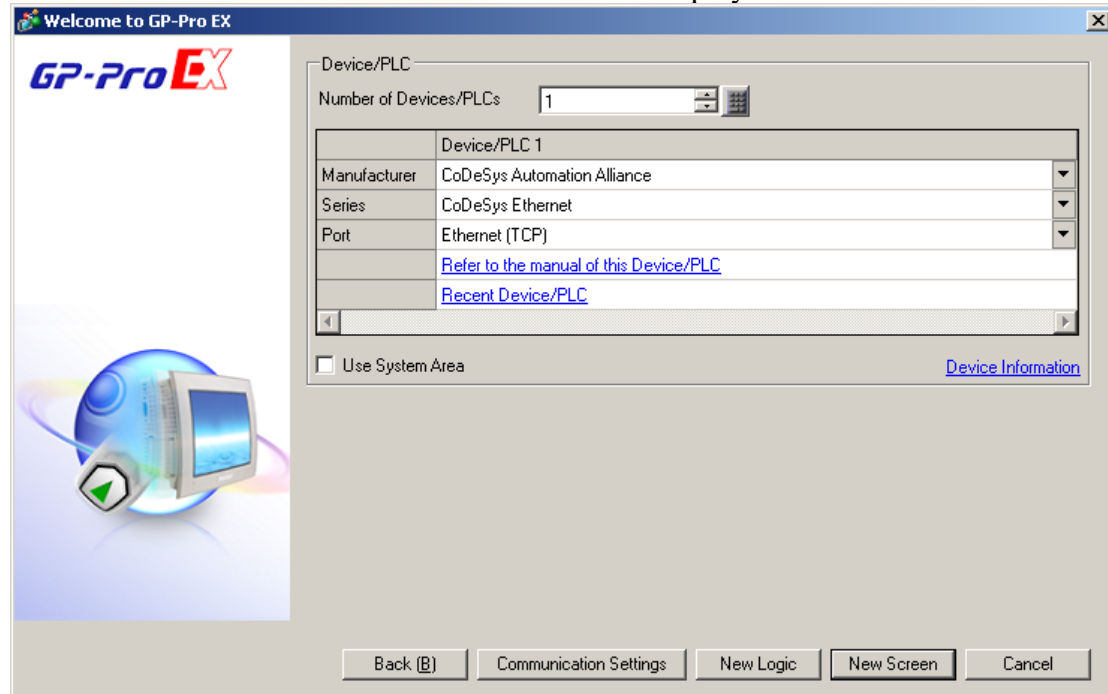 Welcome to GP-Pro EX
GP-Pro EX
Device/PLC
Number of Devices/PLCs 1
Device/PLC 1
Manufacturer CoDeSys Automation Alliance
Series CoDeSys Ethernet
Port Ethernet (TCP)
Refer to the manual of this Device/PLC
Recent Device/PLC
Use System Area Device Information
Back (B) Communication Settings New Logic New Screen Cancel